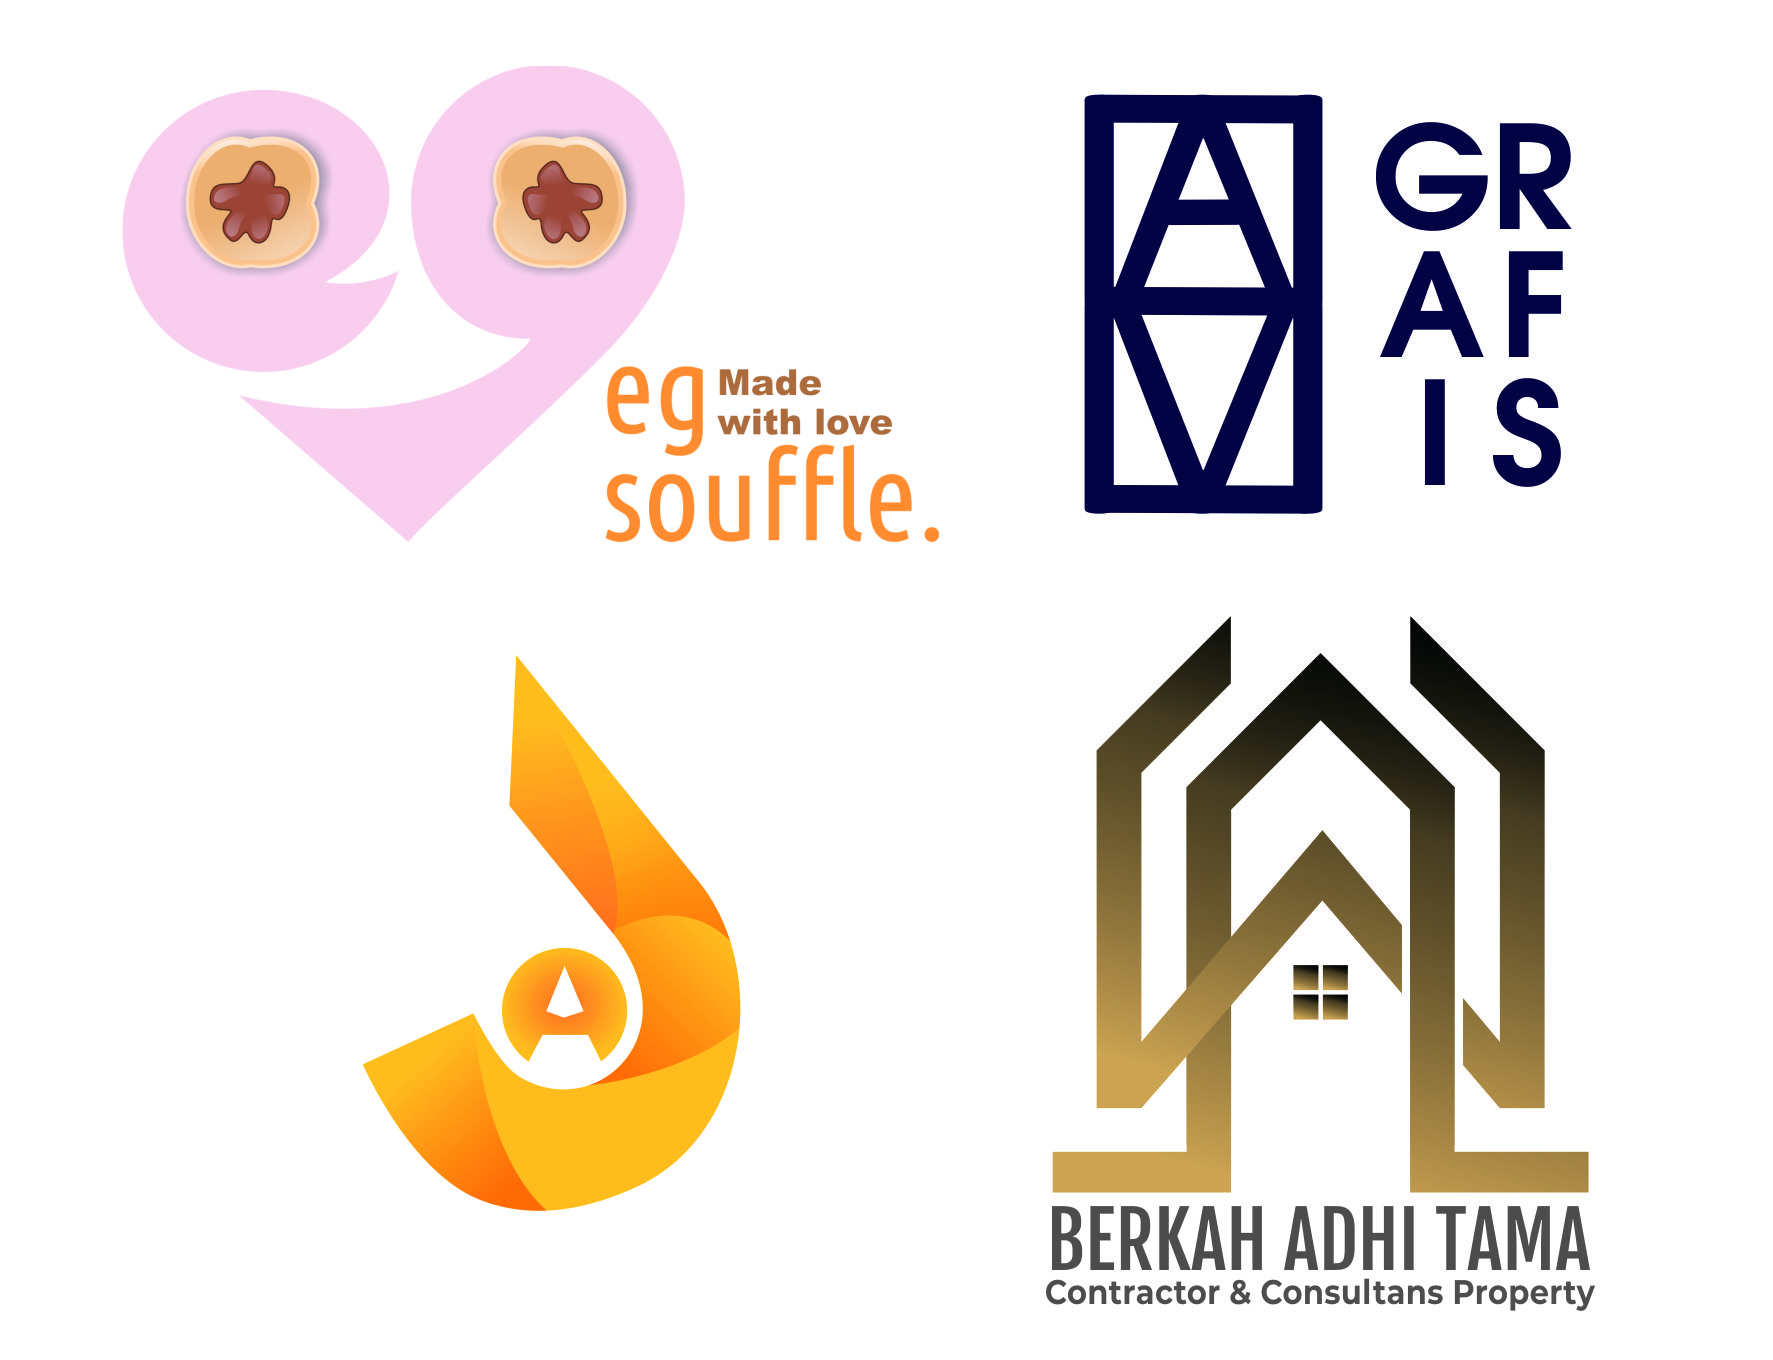 eg
Made
with love
souffle.
A
GR
AF
IS
A
BERKAH ADHI TAMA
Contractor & Consultans Property